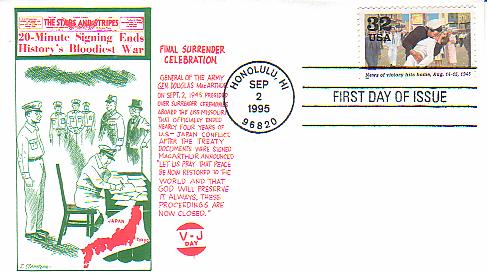 THE STARS AND STRIPES
20-Minute Signing Ends
History's Bloodiest War
FINAL SURRENDER
CELEBRATION
GENERAL OF THE ARMY
GEN. DOUGLAS MacARTHUR
ON SEPT. 2, 1945 PRESIDED
OVER SURRENDER CEREMONIES
ABOARD THE USS MISSOURI
THAT OFFICIALLY ENDED
NEARLY FOUR YEARS OF
U.S.-JAPAN CONFLICT.
AFTER THE TREATY
DOCUMENTS WERE SIGNED
MACARTHUR ANNOUNCED
"LET US PRAY THAT PEACE
BE NOW RESTORED TO THE
WORLD AND THAT
GOD WILL PRESERVE
IT ALWAYS, THESE
PROCEEDINGS ARE
NOW CLOSED."
V-J
DAY
JAPAN
HONOLULU, HI
SEP
2
1995
96820
32
USA
News of victory hits home, Aug. 14-15, 1945
FIRST DAY OF ISSUE